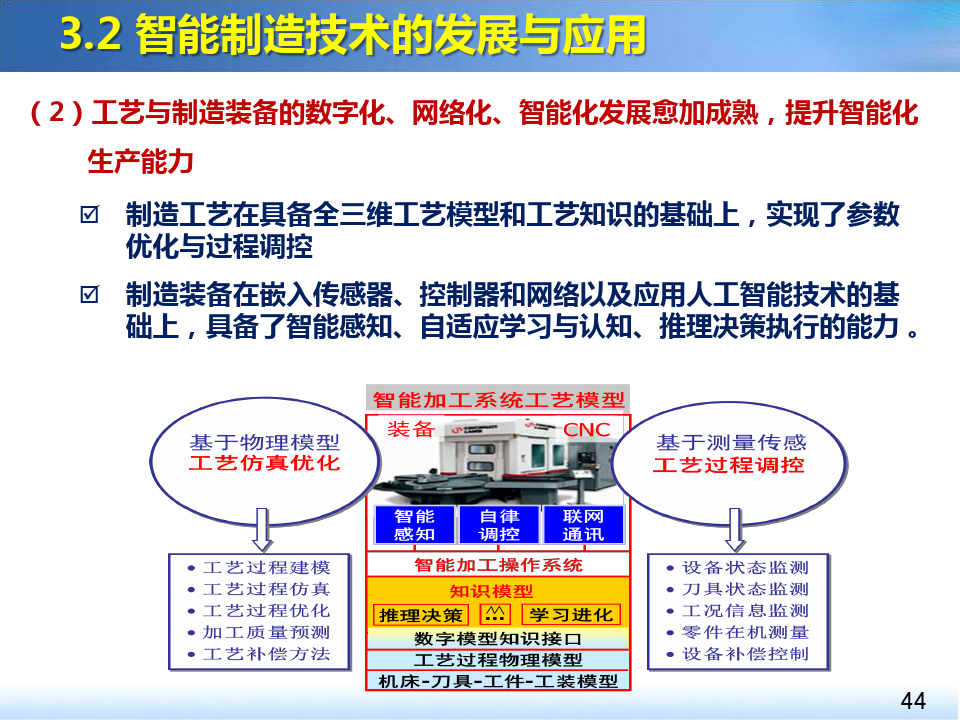 3.2 智能制造技术的发展与应用
（2）工艺与制造装备的数字化、网络化、智能化发展愈加成熟，提升智能化
生产能力
制造工艺在具备全三维工艺模型和工艺知识的基础上，实现了参数
优化与过程调控
制造装备在嵌入传感器、控制器和网络以及应用人工智能技术的基
础上，具备了智能感知、自适应学习与认知、推理决策执行的能力 。
基于物理模型
工艺仿真优化
• 工艺过程建模
• 工艺过程仿真
• 工艺过程优化
• 加工质量预测
• 工艺补偿方法
智能加工系统工艺模型
装备 CNC
智能
感知
自律
调控
联网
通讯
智能加工操作系统
知识模型
推理决策 ... 学习进化
数字模型知识接口
工艺过程物理模型
机床-刀具-工件-工装模型
基于测量传感
工艺过程调控
• 设备状态监测
• 刀具状态监测
• 工况信息监测
• 零件在机测量
• 设备补偿控制
44